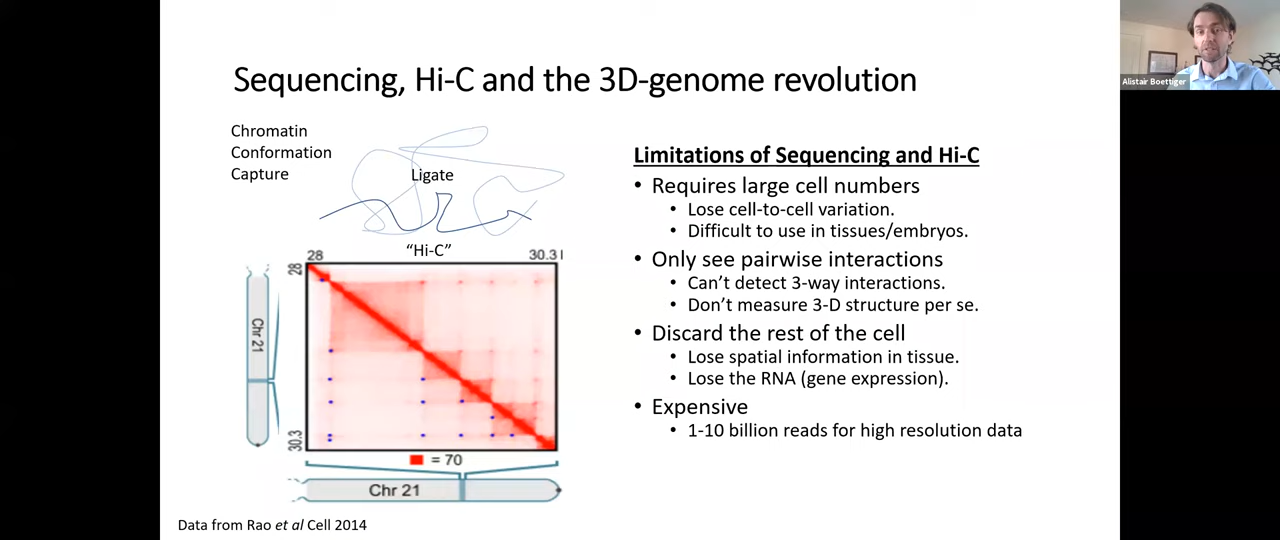 Sequencing, Hi-C and the 3D-genome revolution
Alistair Boettiger
Chromatin
Conformation
Capture
Ligate
"Hi-C"
28
30.3
28
30.3
Chr 21
= 70
Chr 21
Data from Rao et al Cell 2014
Limitations of Sequencing and Hi-C
• Requires large cell numbers
• Lose cell-to-cell variation.
• Difficult to use in tissues/embryos.
• Only see pairwise interactions
• Can't detect 3-way interactions.
• Don't measure 3-D structure per se.
• Discard the rest of the cell
• Lose spatial information in tissue.
• Lose the RNA (gene expression).
• Expensive
• 1-10 billion reads for high resolution data